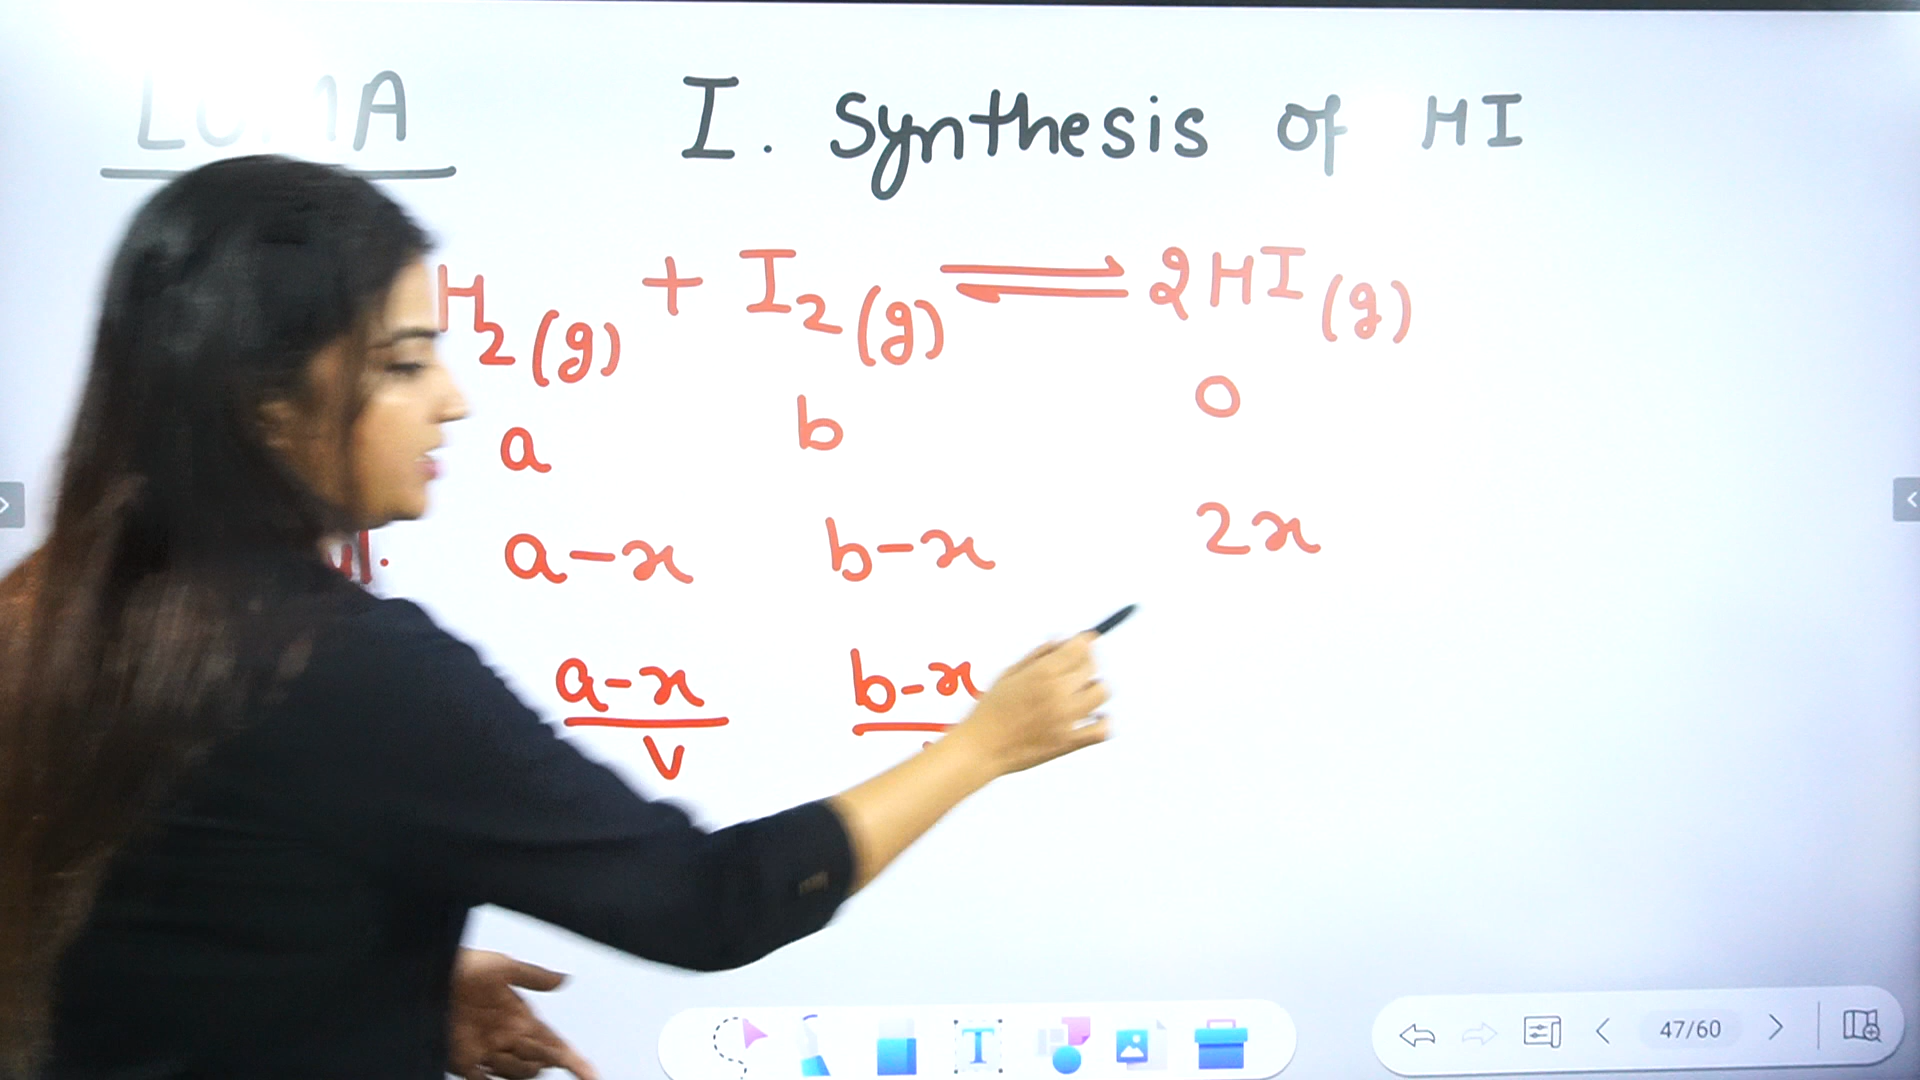 I. Synthesis of HI
H2(g) + I2(g) ⇌ 2HI(g)
a b 0
a-x b-x 2x
a-x b-x
v
47/60